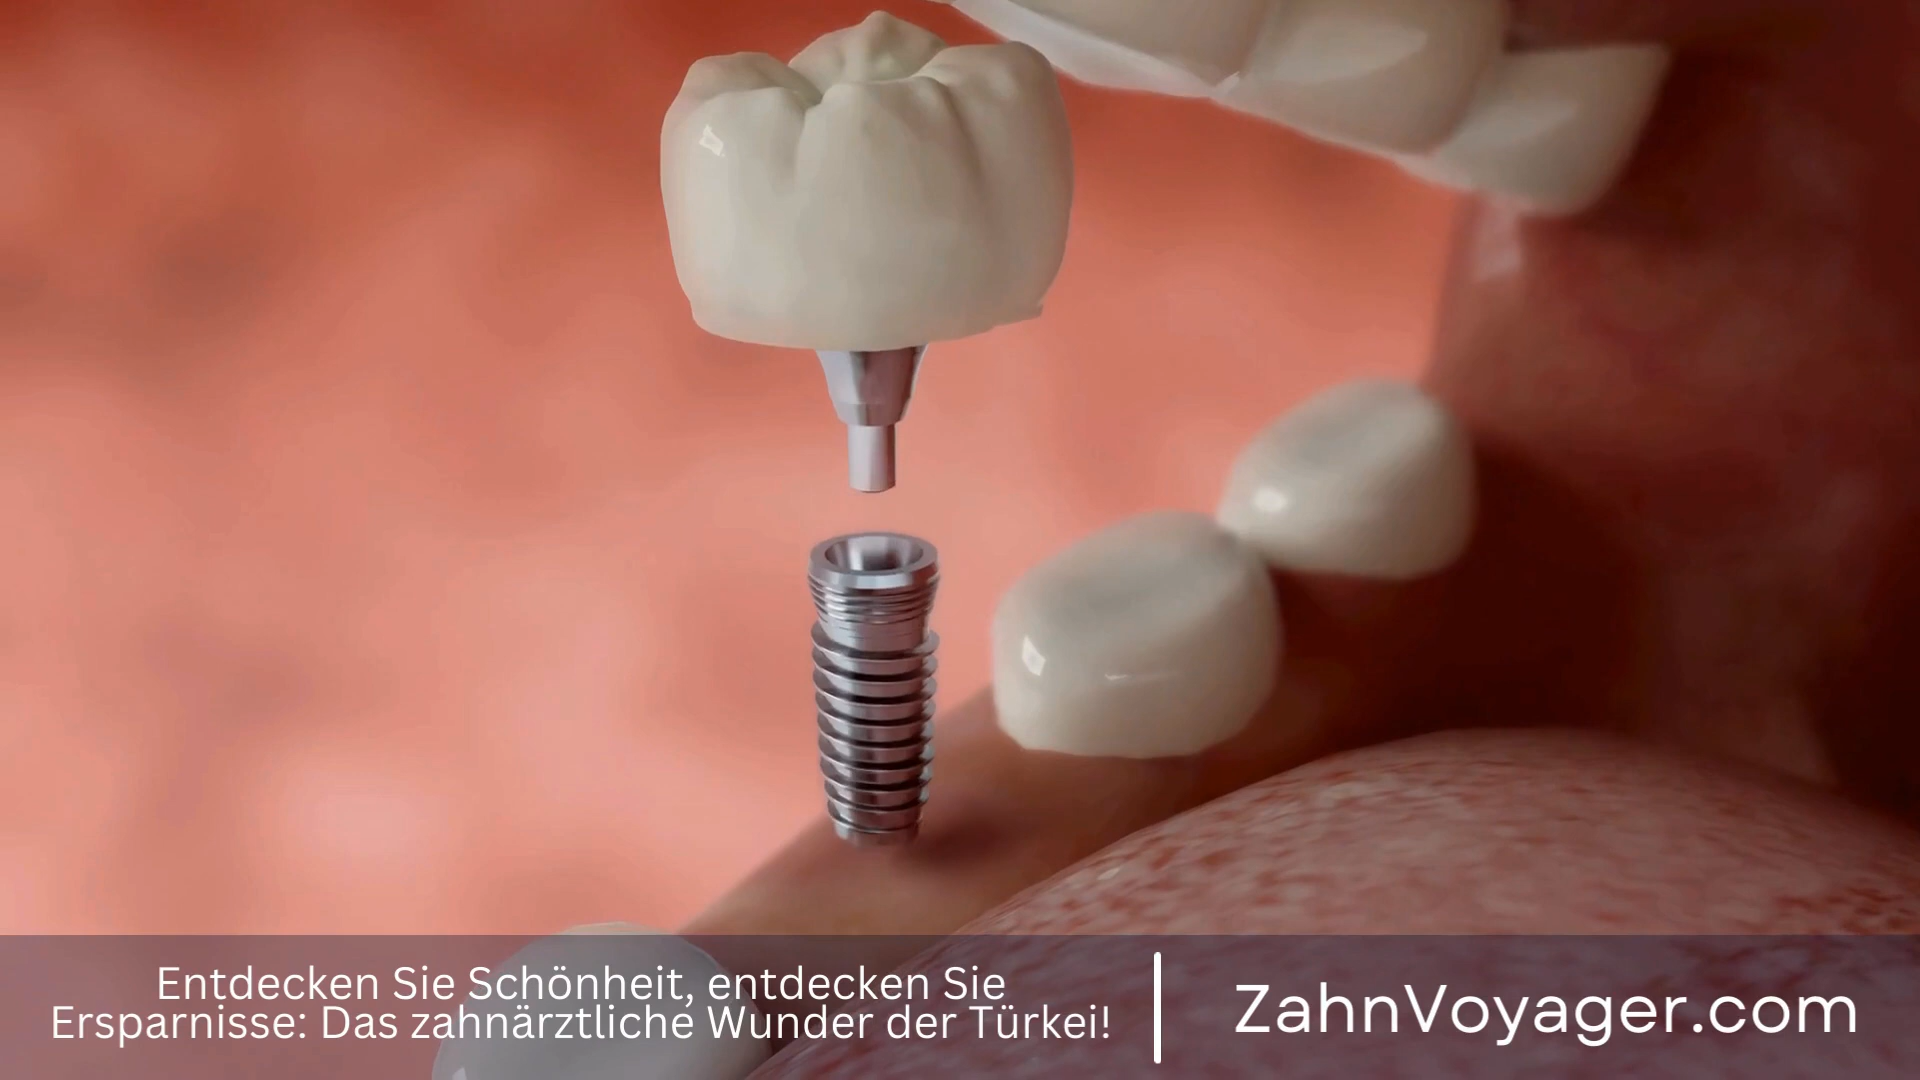 Entdecken Sie Schönheit, entdecken Sie
Ersparnisse: Das zahnärztliche Wunder der Türkei!
ZahnVoyager.com